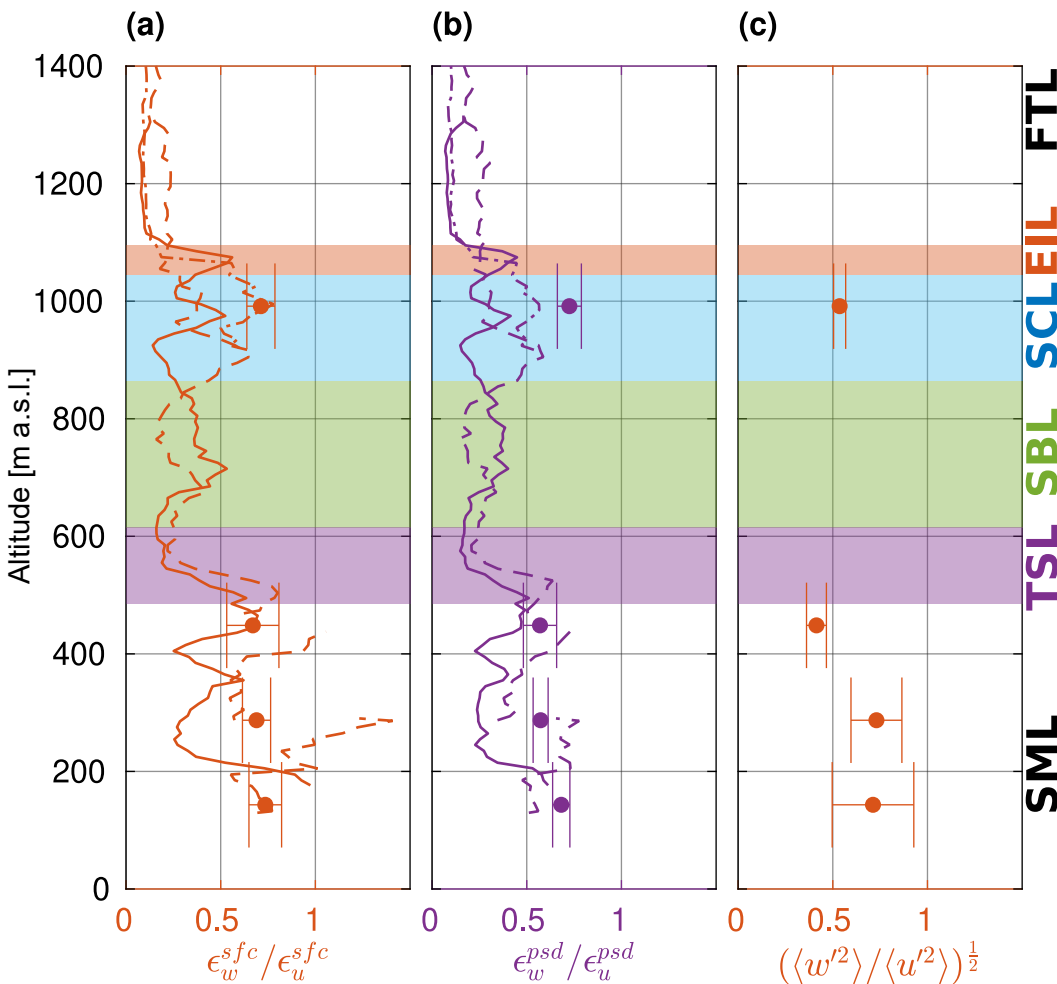 (a)
(b)
(c)
Altitude [m a.s.l.]
1400
1200
1000
800
600
400
200
0
0 0.5 1
0 0.5 1
0 0.5 1
ϵ_w^{sfc}/ϵ_u^{sfc}
ϵ_w^{psd}/ϵ_u^{psd}
(⟨w′²⟩/⟨u′²⟩)^{1/2}
FTL
EIL
SCL
SBL
TSL
SML